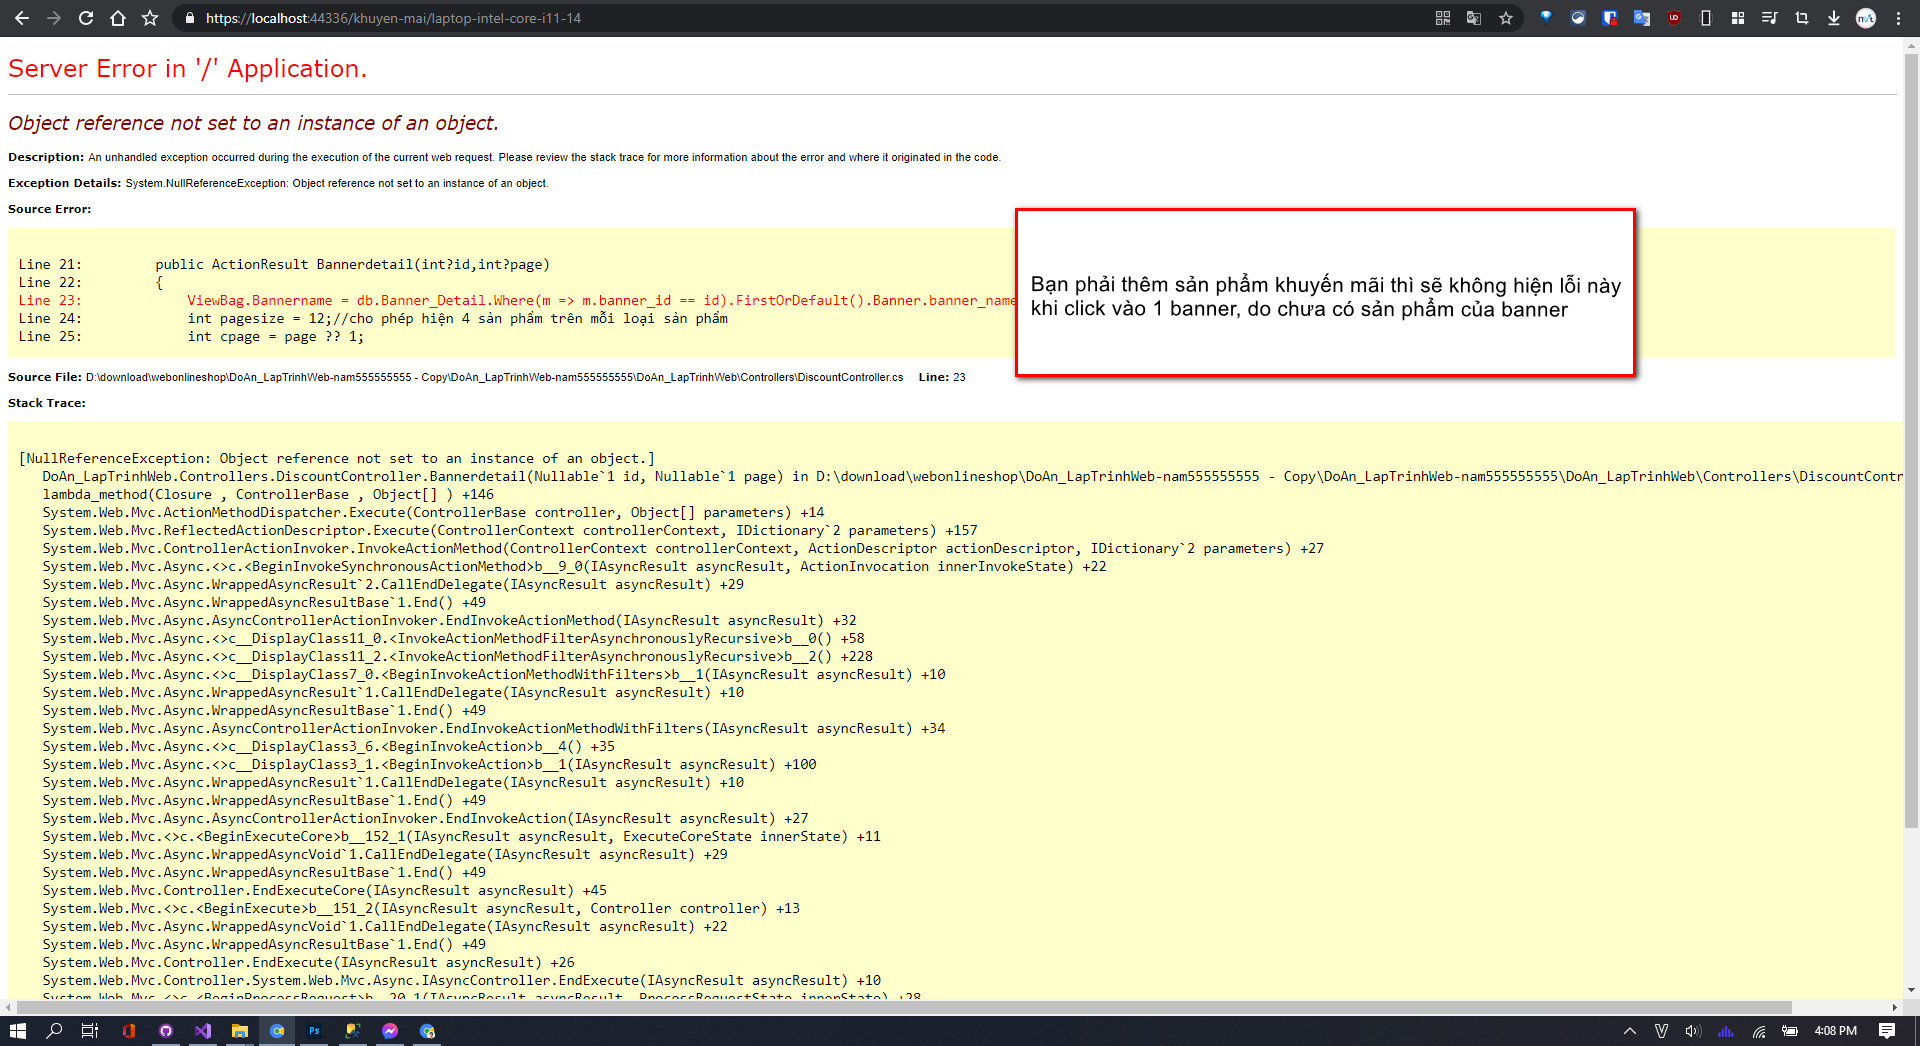 https://localhost:44336/khuyen-mai/laptop-intel-core-i11-14
Server Error in '/' Application.
Object reference not set to an instance of an object.
Description: An unhandled exception occurred during the execution of the current web request. Please review the stack trace for more information about the error and where it originated in the code.
Exception Details: System.NullReferenceException: Object reference not set to an instance of an object.
Source Error:
Line 21:         public ActionResult Bannerdetail(int?id,int?page)
Line 22:         {
Line 23:             ViewBag.Bannername = db.Banner_Detail.Where(m => m.banner_id == id).FirstOrDefault().Banner.banner_name
Line 24:             int pagesize = 12;//cho phép hiện 4 sản phẩm trên mỗi loại sản phẩm
Line 25:             int cpage = page ?? 1;
Bạn phải thêm sản phẩm khuyến mãi thì sẽ không hiện lỗi này
khi click vào 1 banner, do chưa có sản phẩm của banner
Source File: D:\download\webonlineshop\DoAn_LapTrinhWeb-nam555555555 - Copy\DoAn_LapTrinhWeb-nam555555555\DoAn_LapTrinhWeb\Controllers\DiscountController.cs    Line: 23
Stack Trace:
[NullReferenceException: Object reference not set to an instance of an object.]
DoAn_LapTrinhWeb.Controllers.DiscountController.Bannerdetail(Nullable`1 id, Nullable`1 page) in D:\download\webonlineshop\DoAn_LapTrinhWeb-nam555555555 - Copy\DoAn_LapTrinhWeb-nam555555555\DoAn_LapTrinhWeb\Controllers\DiscountContr
lambda_method(Closure , ControllerBase , Object[] ) +146
System.Web.Mvc.ActionMethodDispatcher.Execute(ControllerBase controller, Object[] parameters) +14
System.Web.Mvc.ReflectedActionDescriptor.Execute(ControllerContext controllerContext, IDictionary`2 parameters) +157
System.Web.Mvc.ControllerActionInvoker.InvokeActionMethod(ControllerContext controllerContext, ActionDescriptor actionDescriptor, IDictionary`2 parameters) +27
System.Web.Mvc.Async.<>c.<BeginInvokeSynchronousActionMethod>b__9_0(IAsyncResult asyncResult, ActionInvocation innerInvokeState) +22
System.Web.Mvc.Async.WrappedAsyncResult`2.CallEndDelegate(IAsyncResult asyncResult) +29
System.Web.Mvc.Async.WrappedAsyncResultBase`1.End() +49
System.Web.Mvc.Async.AsyncControllerActionInvoker.EndInvokeActionMethod(IAsyncResult asyncResult) +32
System.Web.Mvc.Async.<>c__DisplayClass11_0.<InvokeActionMethodFilterAsynchronouslyRecursive>b__0() +58
System.Web.Mvc.Async.<>c__DisplayClass11_2.<InvokeActionMethodFilterAsynchronouslyRecursive>b__2() +228
System.Web.Mvc.Async.<>c__DisplayClass7_0.<BeginInvokeActionMethodWithFilters>b__1(IAsyncResult asyncResult) +10
System.Web.Mvc.Async.WrappedAsyncResult`1.CallEndDelegate(IAsyncResult asyncResult) +10
System.Web.Mvc.Async.WrappedAsyncResultBase`1.End() +49
System.Web.Mvc.Async.AsyncControllerActionInvoker.EndInvokeActionMethodWithFilters(IAsyncResult asyncResult) +34
System.Web.Mvc.Async.<>c__DisplayClass3_6.<BeginInvokeAction>b__4() +35
System.Web.Mvc.Async.<>c__DisplayClass3_1.<BeginInvokeAction>b__1(IAsyncResult asyncResult) +100
System.Web.Mvc.Async.WrappedAsyncResult`1.CallEndDelegate(IAsyncResult asyncResult) +10
System.Web.Mvc.Async.WrappedAsyncResultBase`1.End() +49
System.Web.Mvc.Async.AsyncControllerActionInvoker.EndInvokeAction(IAsyncResult asyncResult) +27
System.Web.Mvc.<>c.<BeginExecuteCore>b__152_1(IAsyncResult asyncResult, ExecuteCoreState innerState) +11
System.Web.Mvc.Async.WrappedAsyncVoid`1.CallEndDelegate(IAsyncResult asyncResult) +29
System.Web.Mvc.Async.WrappedAsyncResultBase`1.End() +49
System.Web.Mvc.Controller.EndExecuteCore(IAsyncResult asyncResult) +45
System.Web.Mvc.<>c.<BeginExecute>b__151_2(IAsyncResult asyncResult, Controller controller) +13
System.Web.Mvc.Async.WrappedAsyncVoid`1.CallEndDelegate(IAsyncResult asyncResult) +22
System.Web.Mvc.Async.WrappedAsyncResultBase`1.End() +49
System.Web.Mvc.Controller.EndExecute(IAsyncResult asyncResult) +26
System.Web.Mvc.Controller.System.Web.Mvc.Async.IAsyncController.EndExecute(IAsyncResult asyncResult) +10
System.Web.Mvc.<>c.<BeginProcessRequest>b__20_1(IAsyncResult asyncResult, ProcessRequestState innerState) +28
4:08 PM